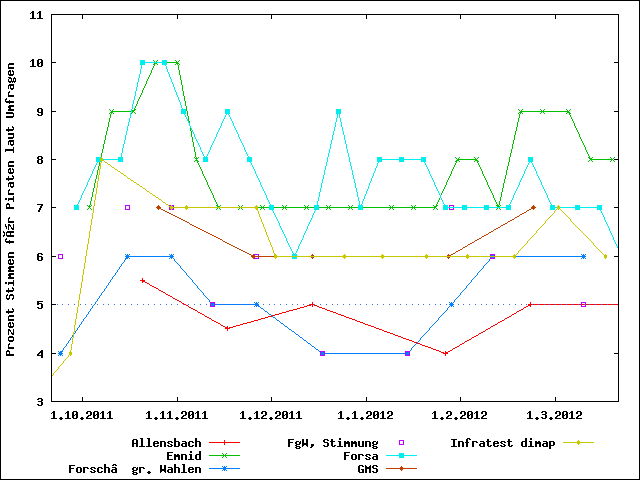 Prozent Stimmen fÃ¼r Piraten laut Umfragen
11
10
9
8
7
6
5
4
3
1.10.2011 1.11.2011 1.12.2011 1.1.2012 1.2.2012 1.3.2012
Allensbach FgW, Stimmung Infratest dimap
Emnid Forsa
Forschâ gr. Wahlen GMS